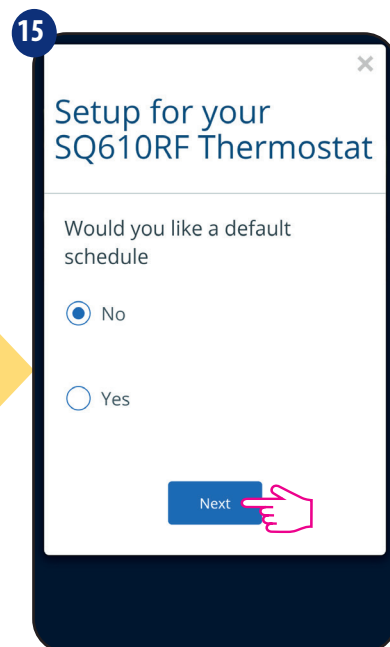 15
Setup for your
SQ610RF Thermostat
Would you like a default
schedule
No
Yes
Next